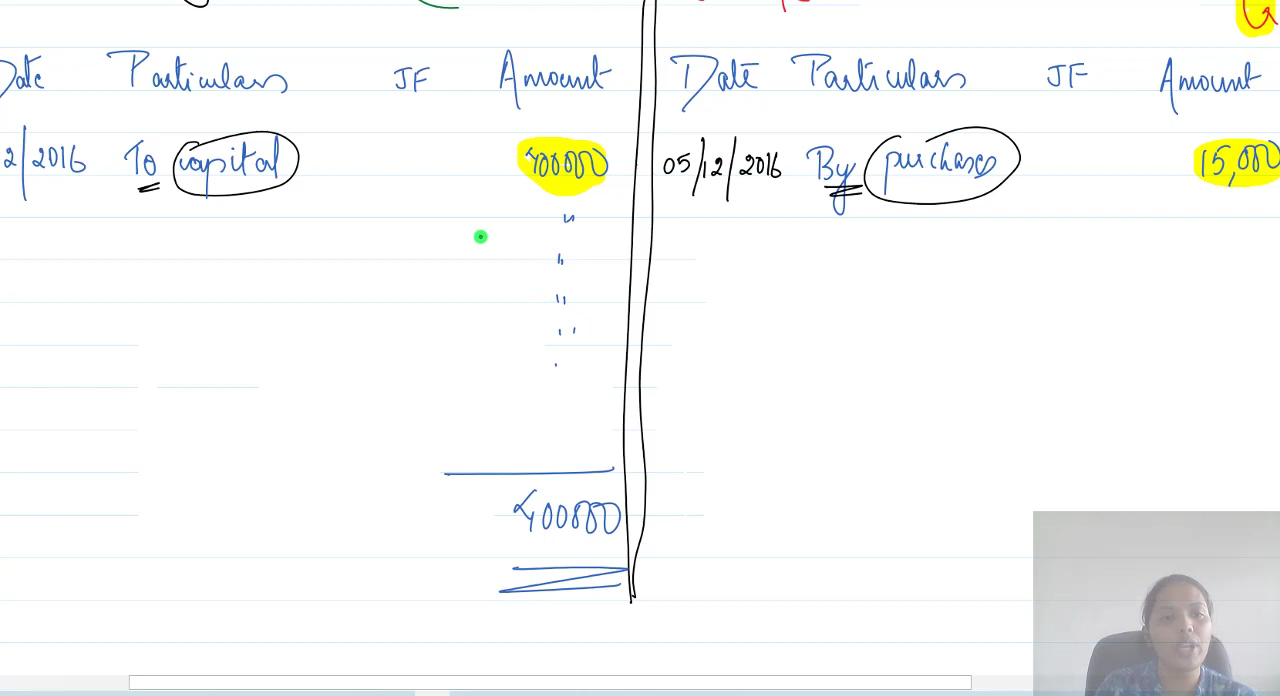 Date Particulars JF Amount Date Particulars JF Amount
2/2016 To capital 400000 05/12/2016 By purchases 15,000
400000